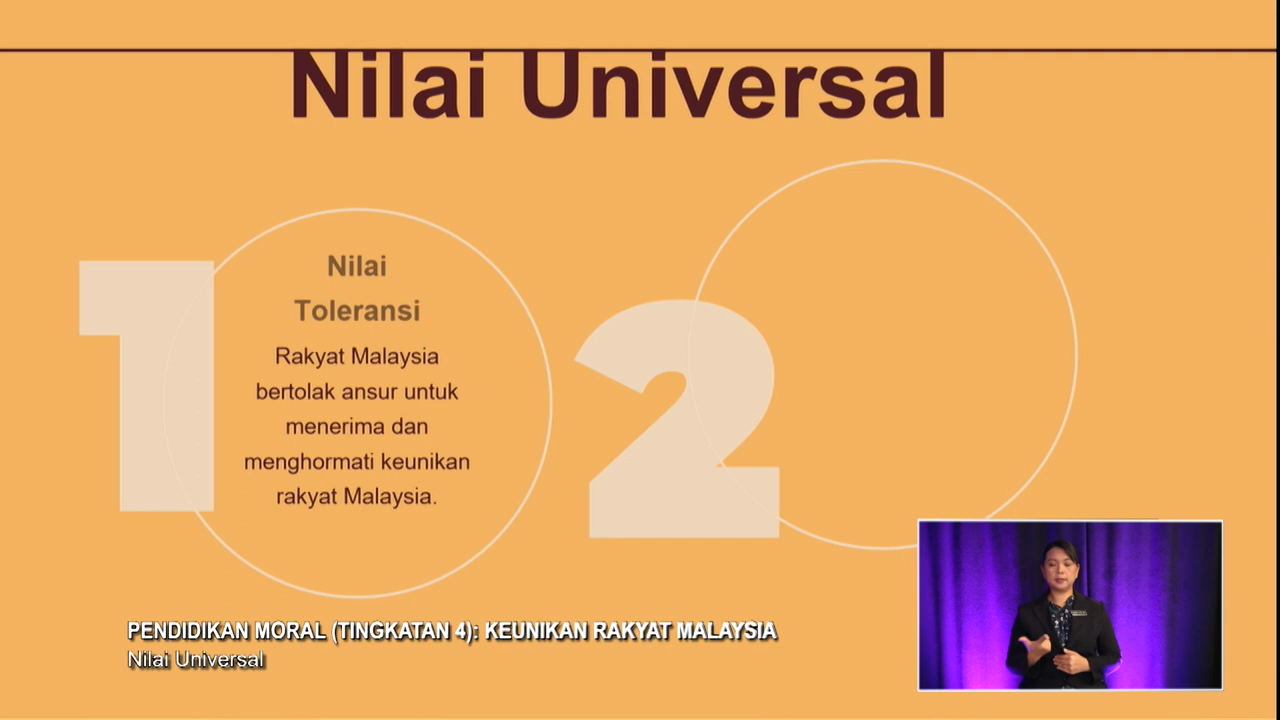 Nilai Universal
1
Nilai
Toleransi
Rakyat Malaysia
bertolak ansur untuk
menerima dan
menghormati keunikan
rakyat Malaysia.
2
PENDIDIKAN MORAL (TINGKATAN 4): KEUNIKAN RAKYAT MALAYSIA
Nilai Universal